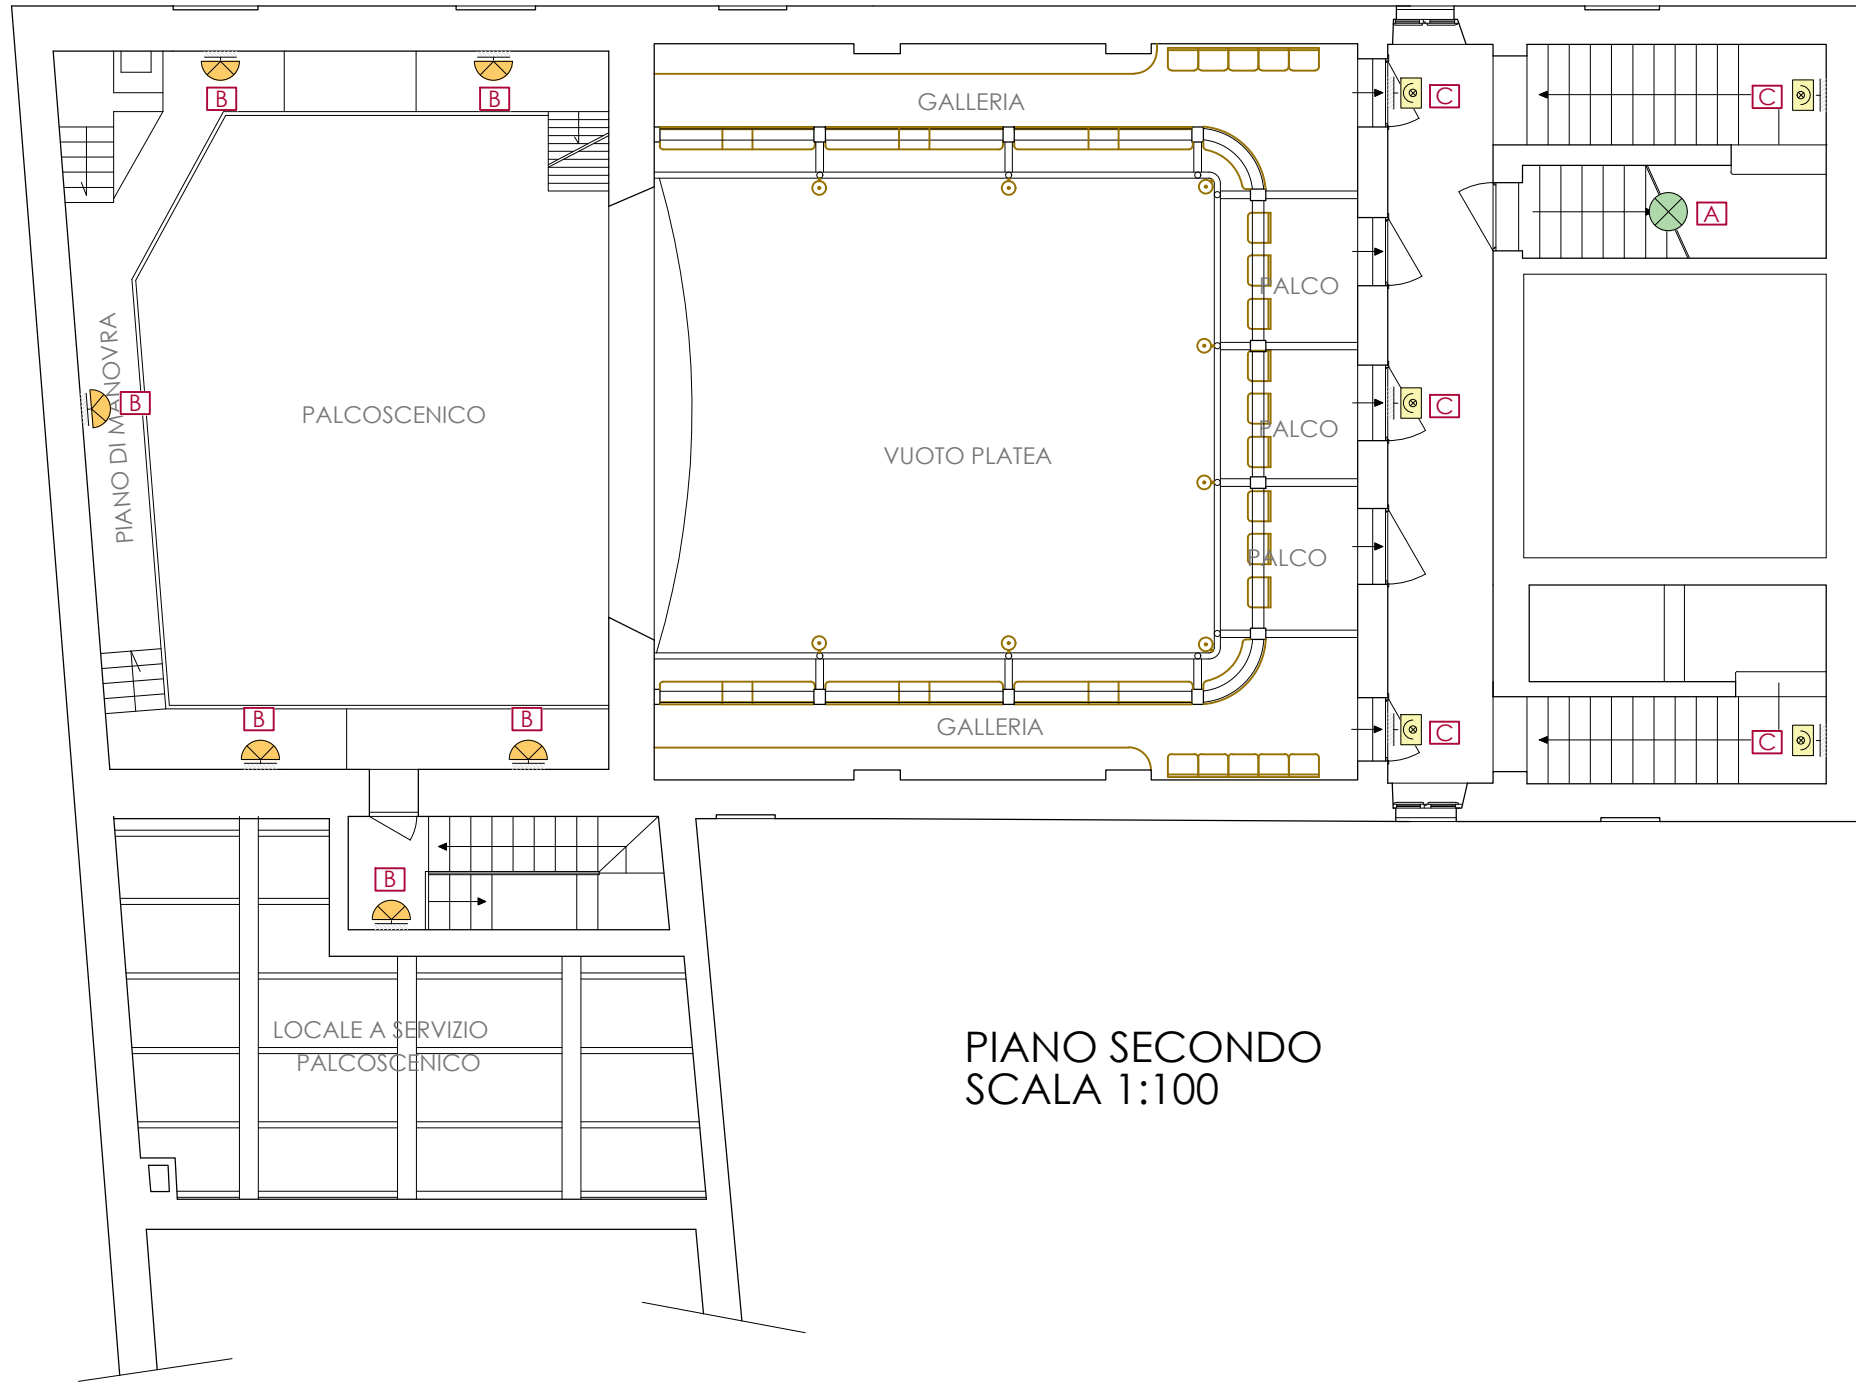 B
B
GALLERIA
C
C
A
PALCO
PIANO DI MANOVRA
B
PALCOSCENICO
C
PALCO
VUOTO PLATEA
PALCO
B
B
GALLERIA
C
C
B
LOCALE A SERVIZIO
PALCOSCENICO
PIANO SECONDO
SCALA 1:100